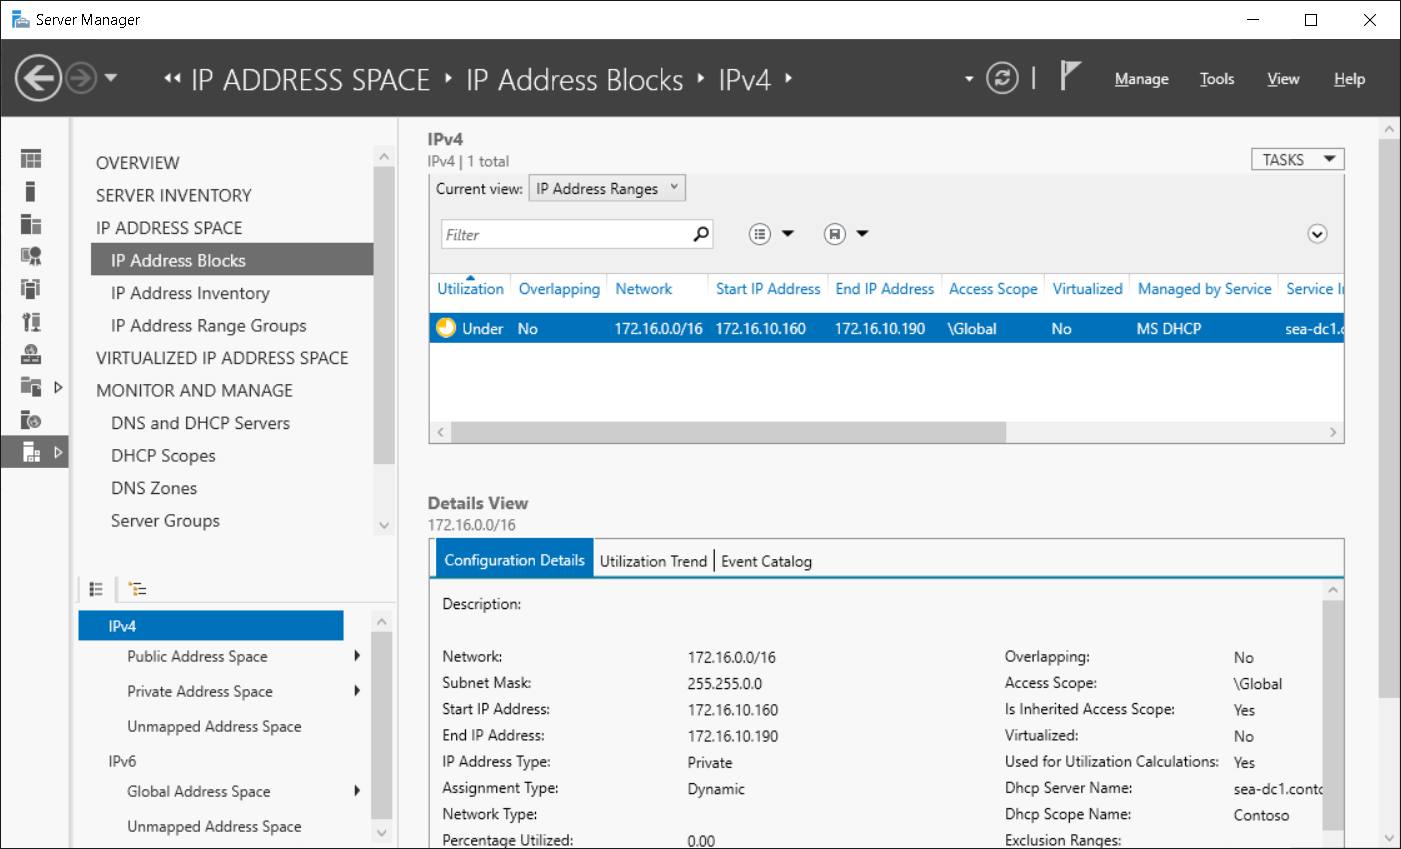 Server Manager
IP ADDRESS SPACE IP Address Blocks IPv4
Manage Tools View Help
OVERVIEW
SERVER INVENTORY
IP ADDRESS SPACE
IP Address Blocks
IP Address Inventory
IP Address Range Groups
VIRTUALIZED IP ADDRESS SPACE
MONITOR AND MANAGE
DNS and DHCP Servers
DHCP Scopes
DNS Zones
Server Groups
IPv4
Public Address Space
Private Address Space
Unmapped Address Space
IPv6
Global Address Space
Unmapped Address Space
IPv4
IPv4 | 1 total
TASKS
Current view: IP Address Ranges
Filter
Utilization Overlapping Network Start IP Address End IP Address Access Scope Virtualized Managed by Service Service I
Under No 172.16.0.0/16 172.16.10.160 172.16.10.190 \Global No MS DHCP sea-dc1.c
Details View
172.16.0.0/16
Configuration Details Utilization Trend Event Catalog
Description:
Network: 172.16.0.0/16 Overlapping: No
Subnet Mask: 255.255.0.0 Access Scope: \Global
Start IP Address: 172.16.10.160 Is Inherited Access Scope: Yes
End IP Address: 172.16.10.190 Virtualized: No
IP Address Type: Private Used for Utilization Calculations: Yes
Assignment Type: Dynamic Dhcp Server Name: sea-dc1.conto
Network Type: Dhcp Scope Name: Contoso
Percentage Utilized: 0.00 Exclusion Ranges: